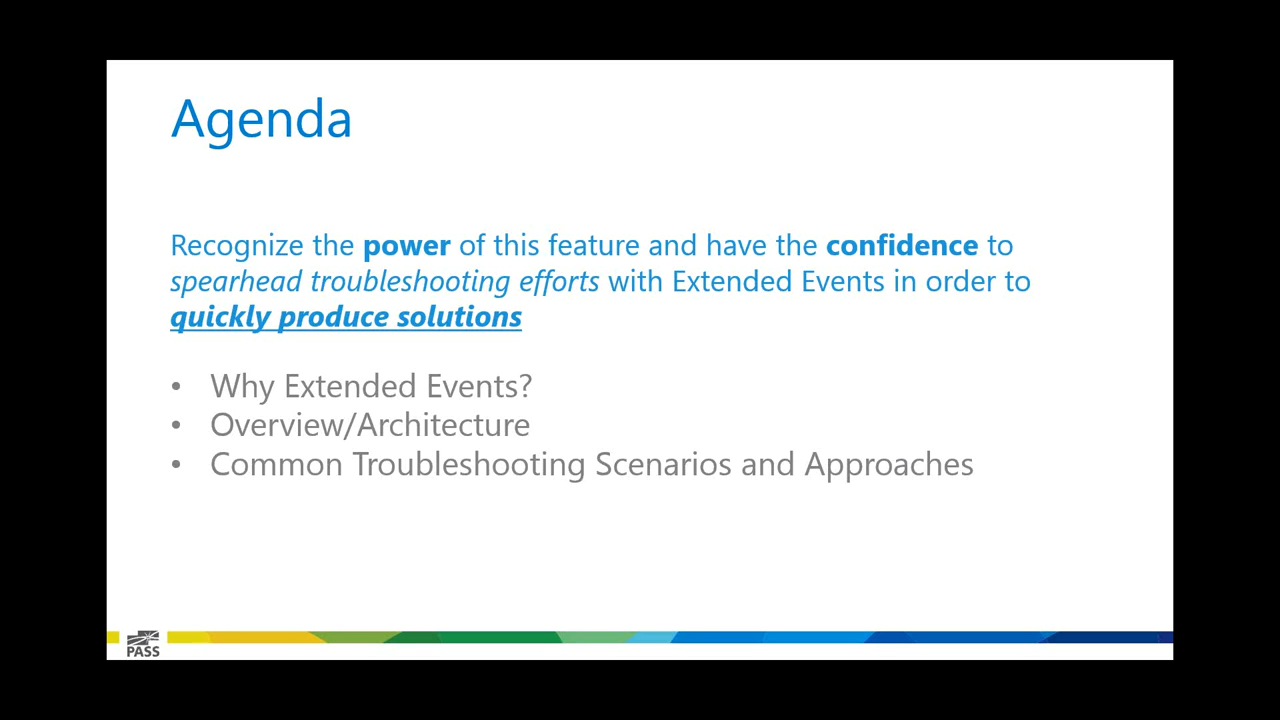 Agenda
Recognize the power of this feature and have the confidence to
spearhead troubleshooting efforts with Extended Events in order to
quickly produce solutions
• Why Extended Events?
• Overview/Architecture
• Common Troubleshooting Scenarios and Approaches
PASS